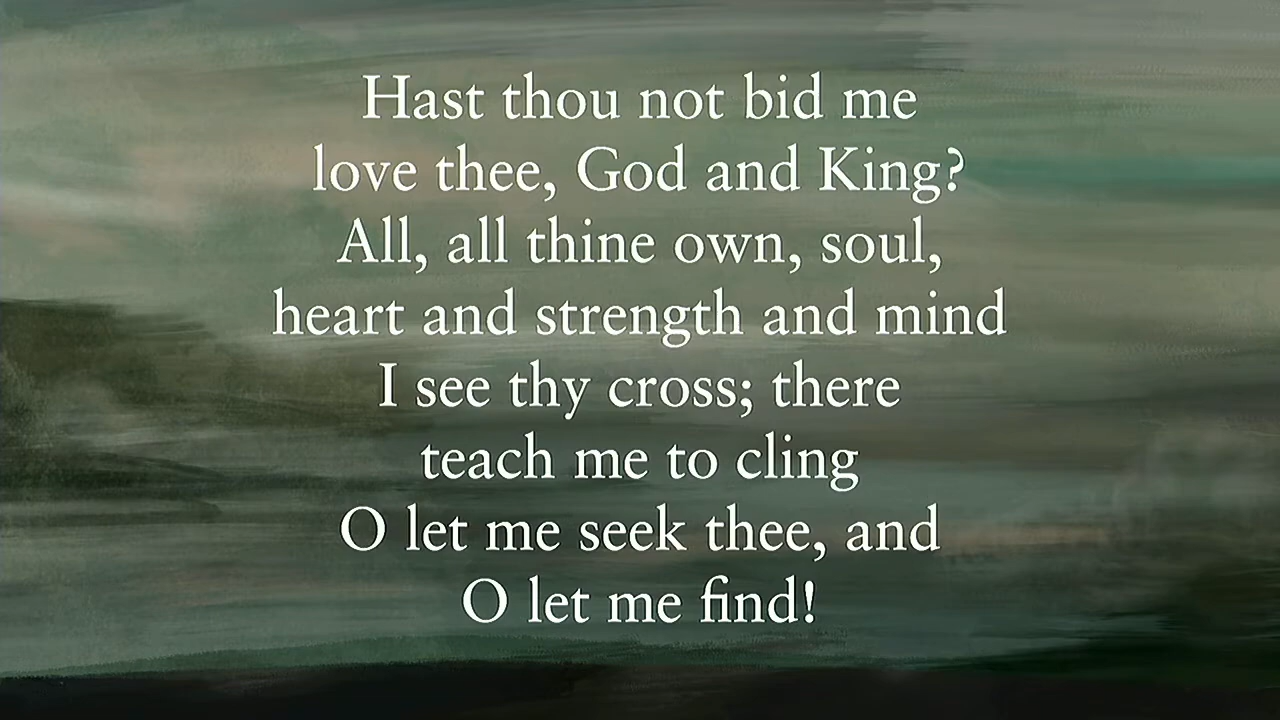 Hast thou not bid me
love thee, God and King?
All, all thine own, soul,
heart and strength and mind
I see thy cross; there
teach me to cling
O let me seek thee, and
O let me find!